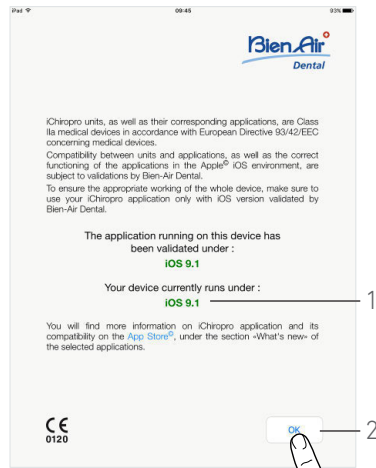 iPad 09:45 93%
Bien Air
Dental
iChiropro units, as well as their corresponding applications, are Class
IIa medical devices in accordance with European Directive 93/42/EEC
concerning medical devices.
Compatibility between units and applications, as well as the correct
functioning of the applications in the Apple© iOS environment, are
subject to validations by Bien-Air Dental.
To ensure the appropriate working of the whole device, make sure to
use your iChiropro application only with iOS version validated by
Bien-Air Dental.
The application running on this device has
been validated under :
iOS 9.1
Your device currently runs under :
iOS 9.1
1
You will find more information on iChiropro application and its
compatibility on the App Store©, under the section «What's new» of
the selected applications.
CE
0120
OK
2